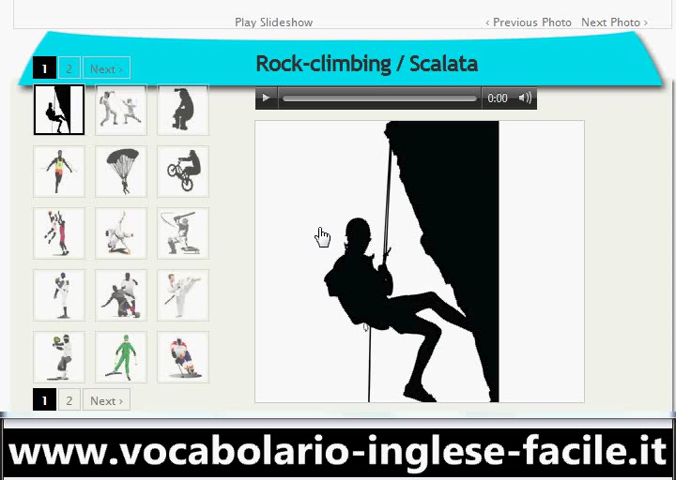 Play Slideshow
‹ Previous Photo Next Photo ›
Rock-climbing / Scalata
1 2 Next ›
0:00
1 2 Next ›
www.vocabolario-inglese-facile.it